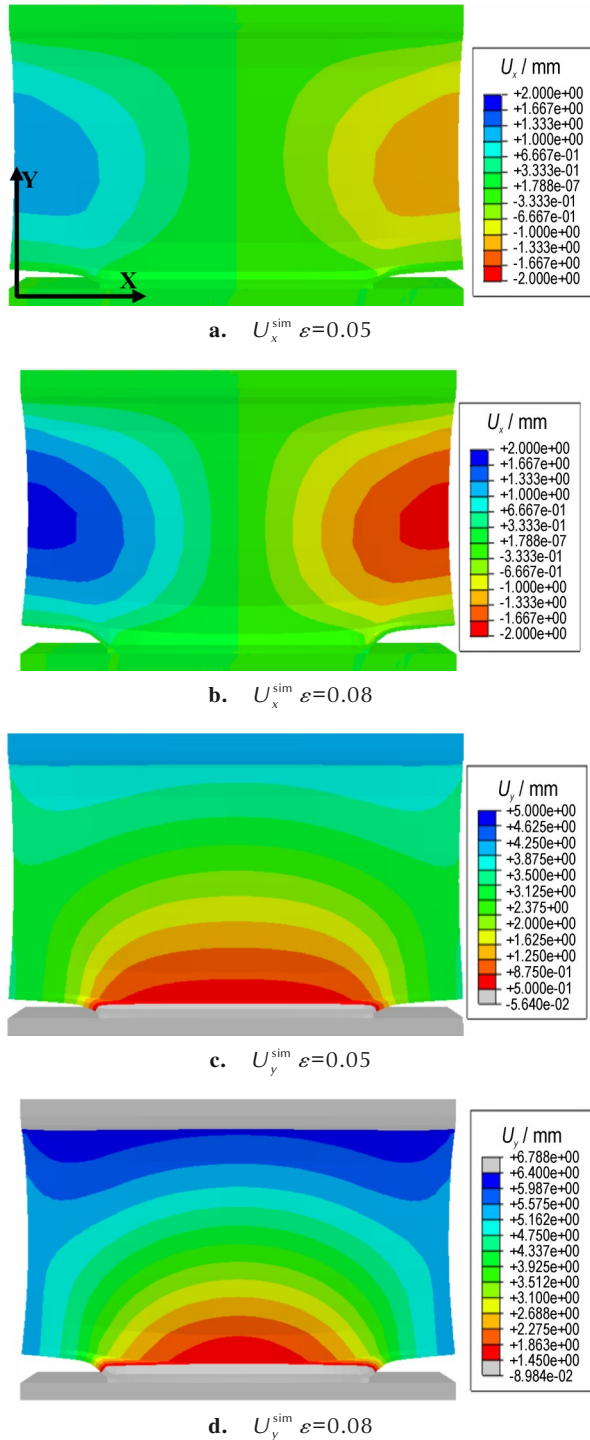 U_x / mm
+2.000e+00
+1.667e+00
+1.333e+00
+1.000e+00
+6.667e-01
+3.333e-01
+1.788e-07
-3.333e-01
-6.667e-01
-1.000e+00
-1.333e+00
-1.667e+00
-2.000e+00
Y
X
a. U_x^sim ε=0.05
U_x / mm
+2.000e+00
+1.667e+00
+1.333e+00
+1.000e+00
+6.667e-01
+3.333e-01
+1.788e-07
-3.333e-01
-6.667e-01
-1.000e+00
-1.333e+00
-1.667e+00
-2.000e+00
b. U_x^sim ε=0.08
U_y / mm
+5.000e+00
+4.625e+00
+4.250e+00
+3.875e+00
+3.500e+00
+3.125e+00
+2.375+00
+2.000e+00
+1.625e+00
+1.250e+00
+8.750e-01
+5.000e-01
-5.640e-02
c. U_y^sim ε=0.05
U_y / mm
+6.788e+00
+6.400e+00
+5.987e+00
+5.575e+00
+5.162e+00
+4.750e+00
+4.337e+00
+3.925e+00
+3.512e+00
+3.100e+00
+2.688e+00
+2.275e+00
+1.863e+00
+1.450e+00
-8.984e-02
d. U_y^sim ε=0.08